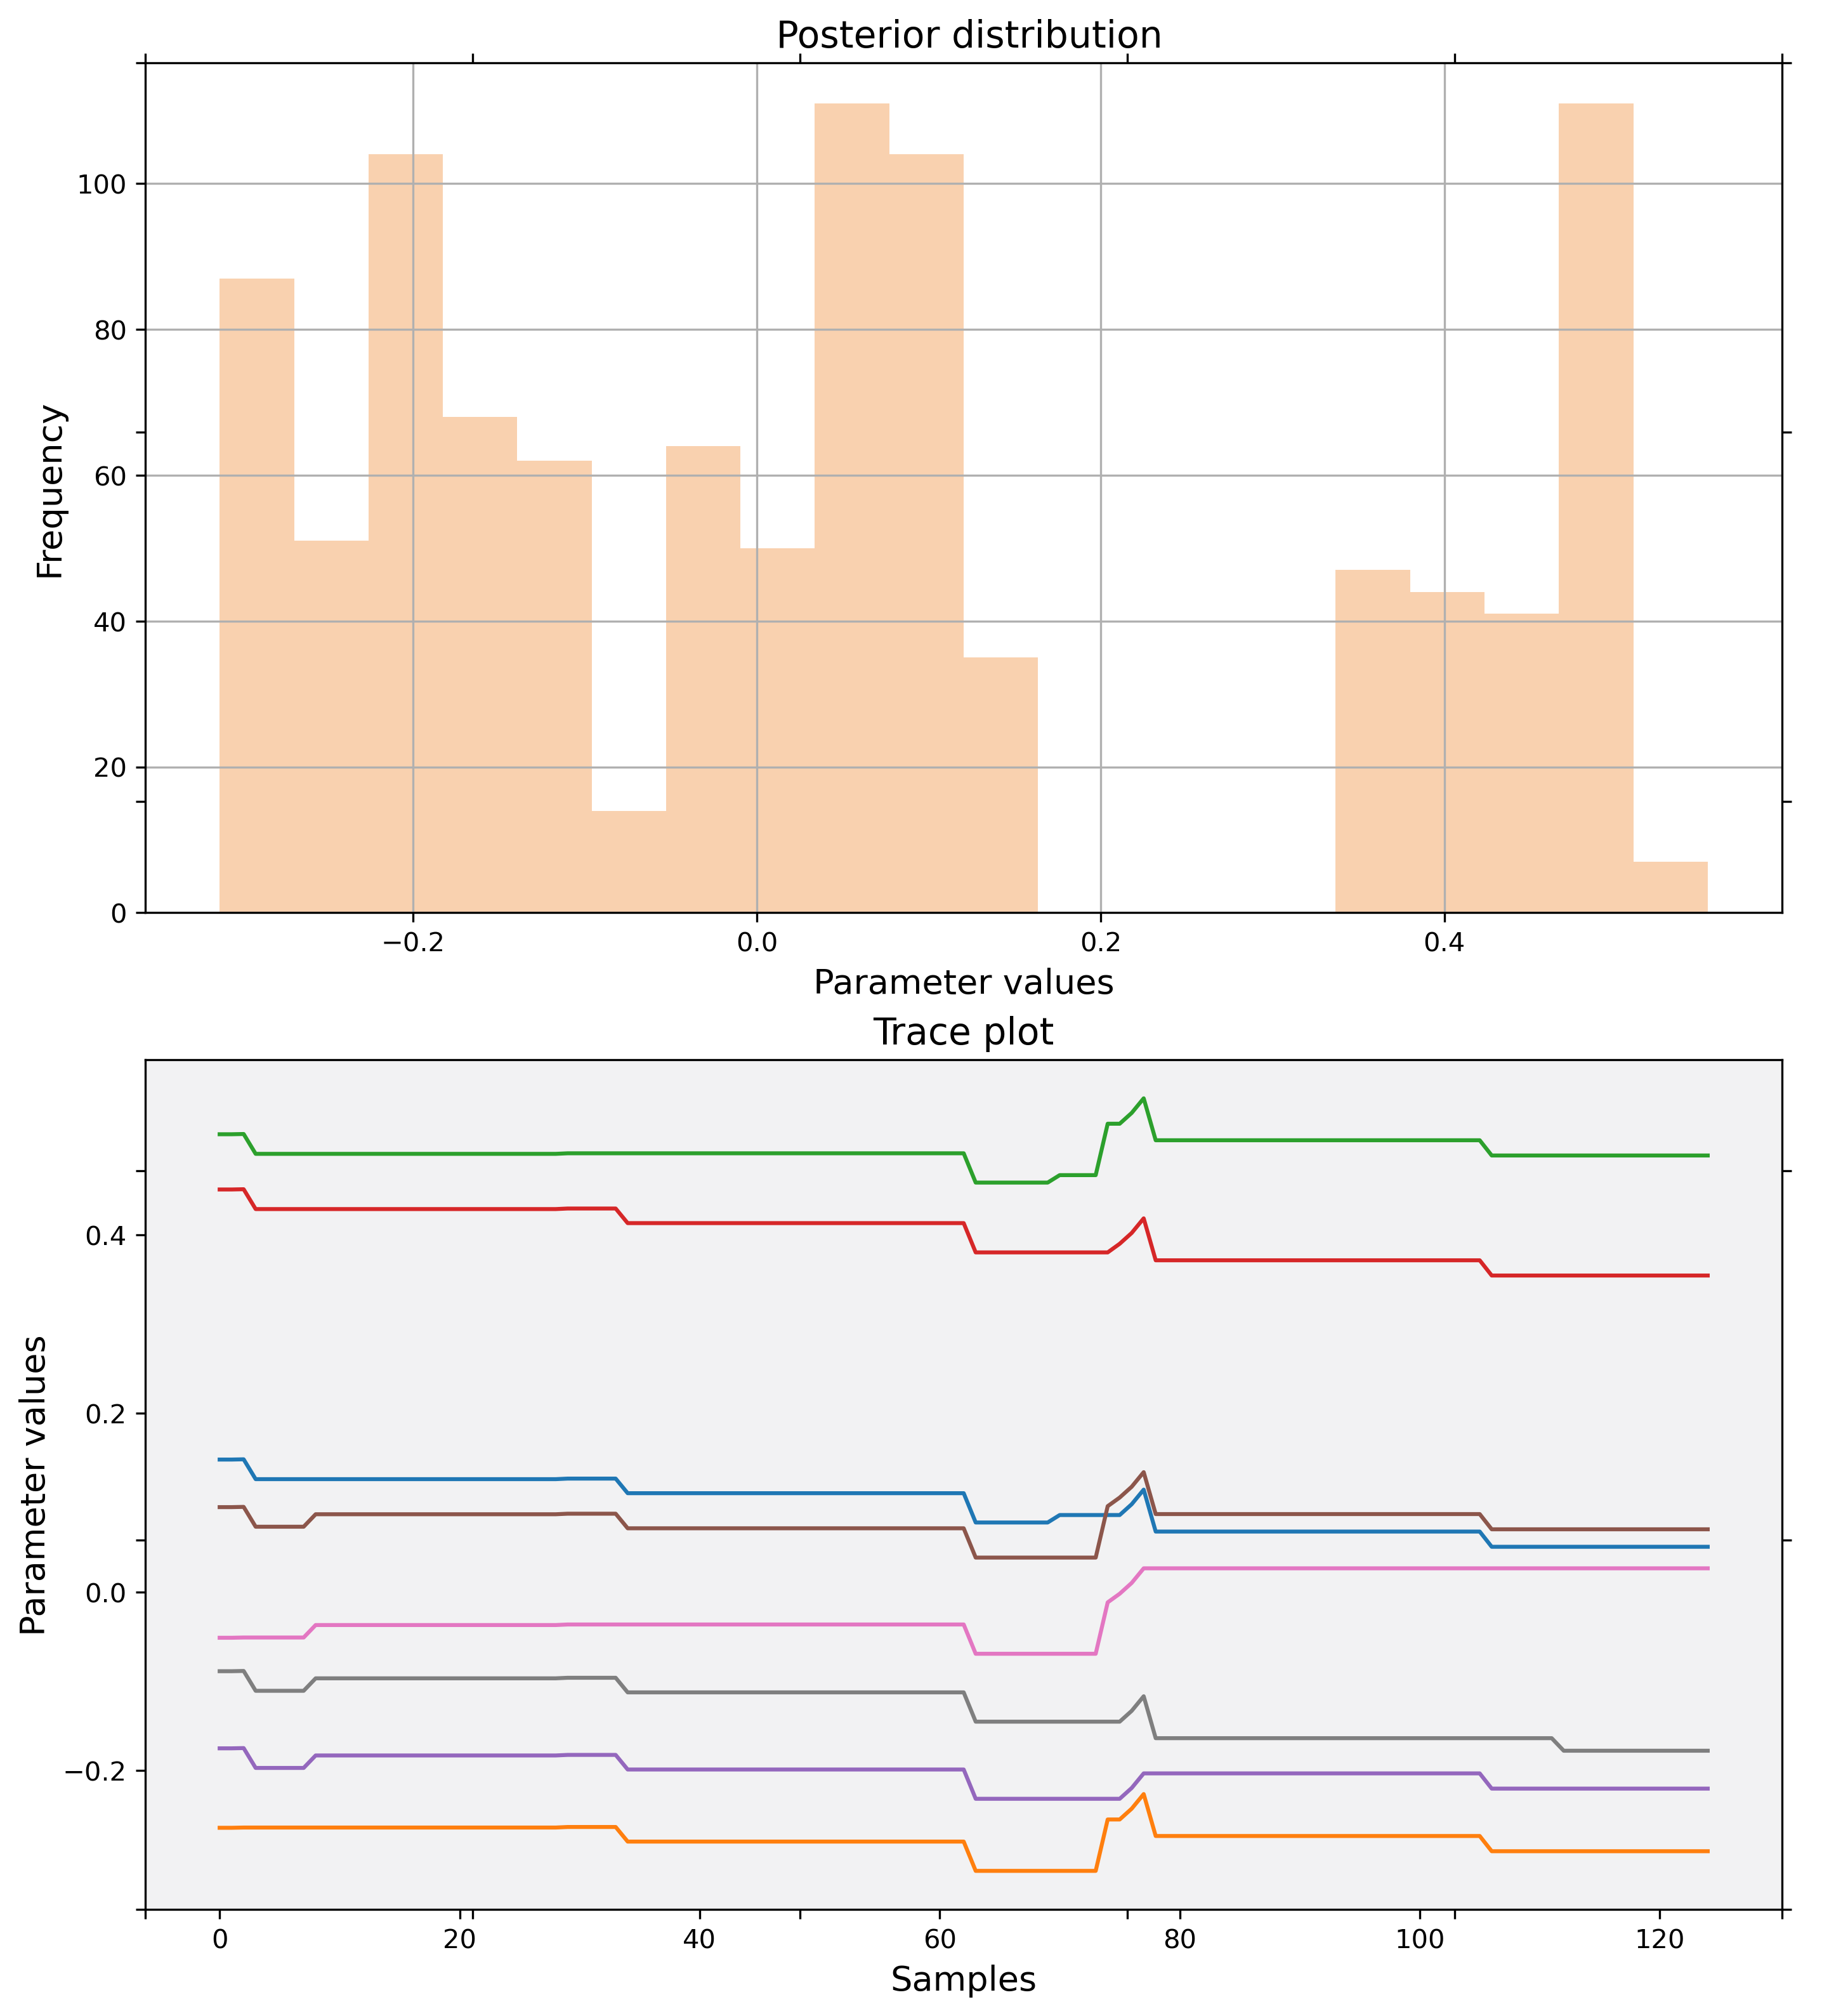 Posterior distribution
100
80
60
40
20
0
Frequency
−0.2 0.0 0.2 0.4
Parameter values
Trace plot
0.4
0.2
0.0
−0.2
Parameter values
0 20 40 60 80 100 120
Samples